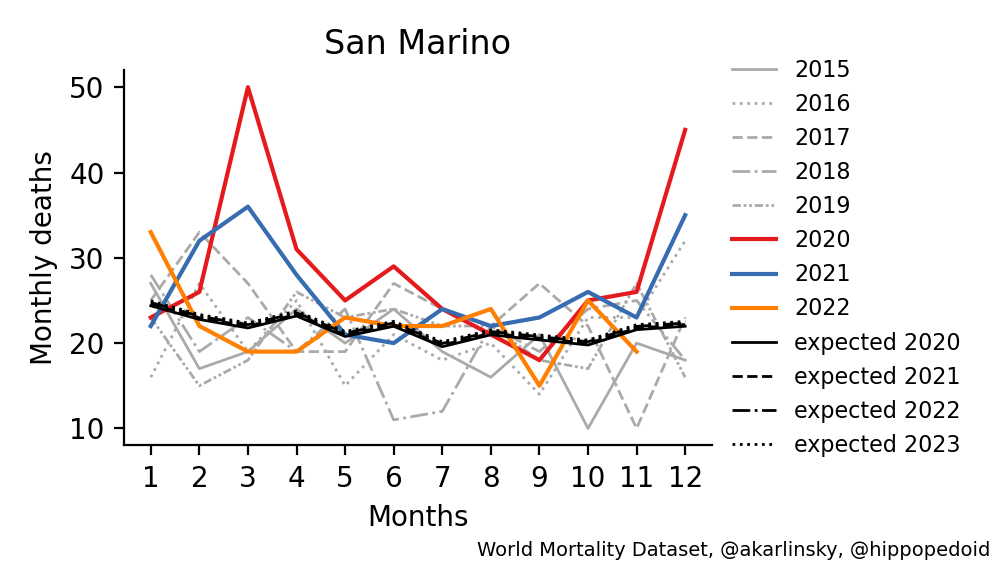 San Marino
Monthly deaths
50
40
30
20
10
1 2 3 4 5 6 7 8 9 10 11 12
Months
2015
2016
2017
2018
2019
2020
2021
2022
expected 2020
expected 2021
expected 2022
expected 2023
World Mortality Dataset, @akarlinsky, @hippopedoid